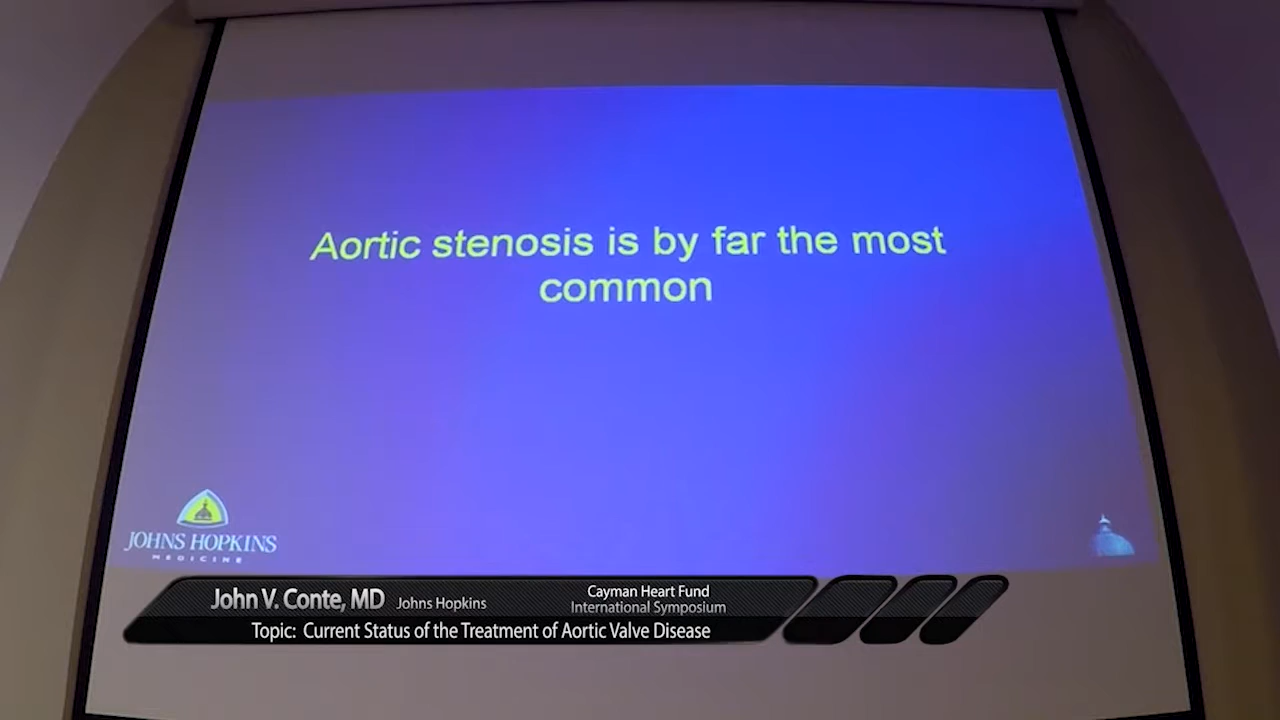 Aortic stenosis is by far the most
common
JOHNS HOPKINS
MEDICINE
John V. Conte, MD Johns Hopkins
Cayman Heart Fund
International Symposium
Topic: Current Status of the Treatment of Aortic Valve Disease